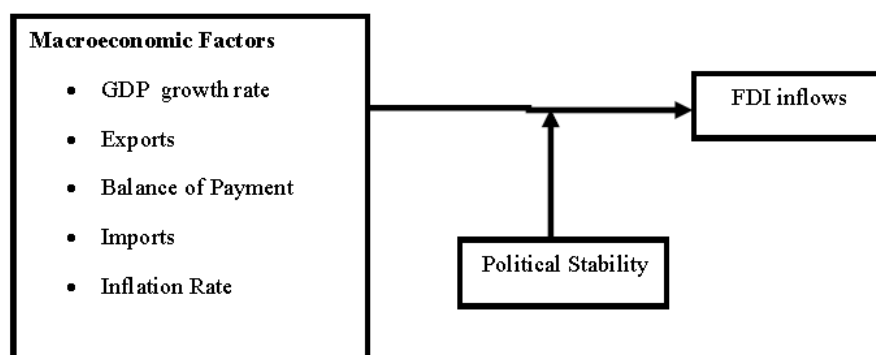 Macroeconomic Factors
• GDP growth rate
• Exports
• Balance of Payment
• Imports
• Inflation Rate
FDI inflows
Political Stability